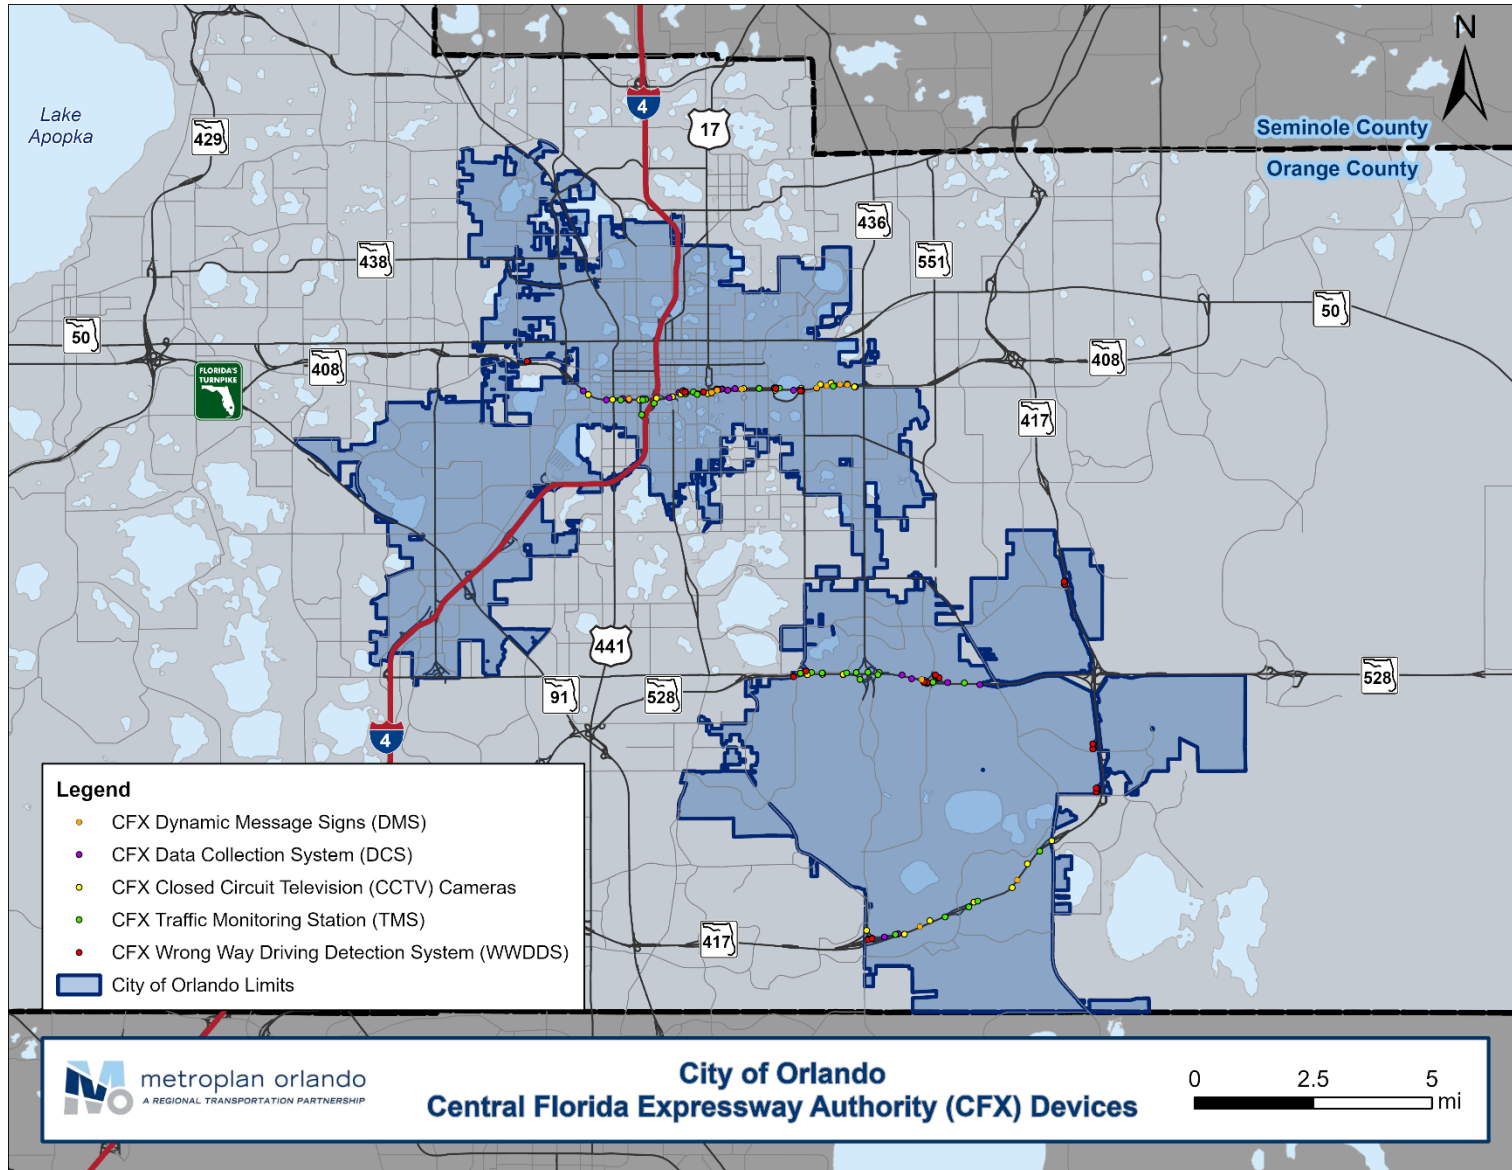 N
Lake
Apopka
4
17
429
Seminole County
Orange County
436
438
551
50
50
408
FLORIDA'S
TURNPIKE
408
417
441
91
528
528
4
417
Legend
CFX Dynamic Message Signs (DMS)
CFX Data Collection System (DCS)
CFX Closed Circuit Television (CCTV) Cameras
CFX Traffic Monitoring Station (TMS)
CFX Wrong Way Driving Detection System (WWDDS)
City of Orlando Limits
metroplan orlando
A REGIONAL TRANSPORTATION PARTNERSHIP
City of Orlando
Central Florida Expressway Authority (CFX) Devices
0 2.5 5
mi